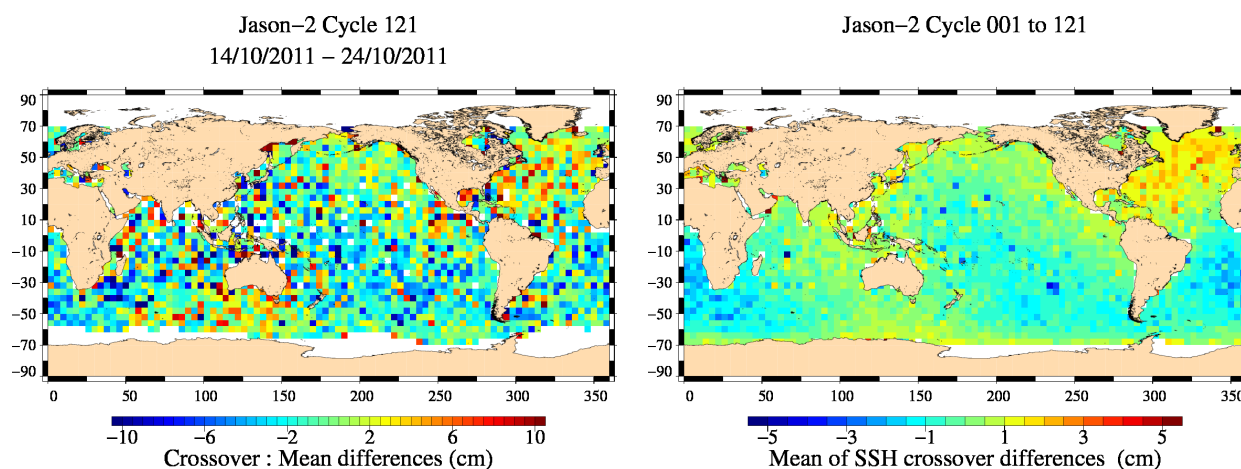 Jason−2 Cycle 121
14/10/2011 − 24/10/2011
90
70
50
30
10
−10
−30
−50
−70
−90
0 50 100 150 200 250 300 350
−10 −6 −2 2 6 10
Crossover : Mean differences (cm)
Jason−2 Cycle 001 to 121
90
70
50
30
10
−10
−30
−50
−70
−90
0 50 100 150 200 250 300 350
−5 −3 −1 1 3 5
Mean of SSH crossover differences (cm)